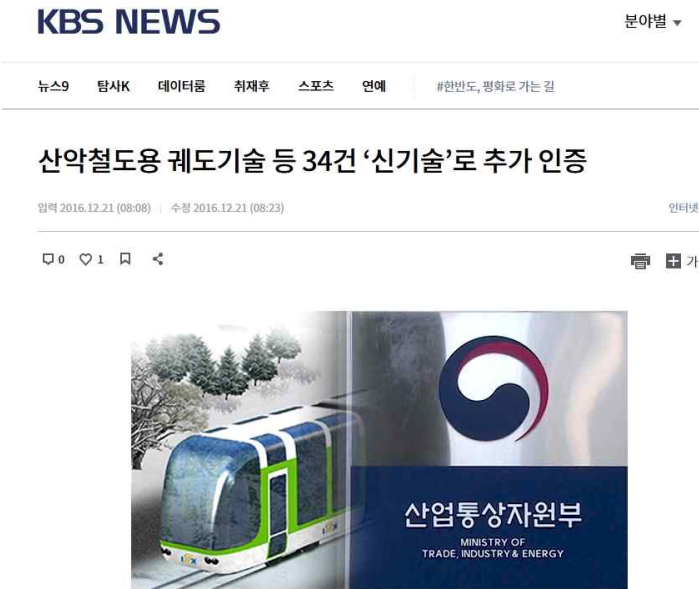 KBS NEWS
분야별
뉴스9 탐사K 데이터룸 취재후 스포츠 연예 #한반도, 평화로 가는 길
산악철도용 궤도기술 등 34건 ‘신기술’로 추가 인증
입력 2016.12.21 (08:08) | 수정 2016.12.21 (08:23) 인터넷
0 1 가
산업통상자원부
MINISTRY OF
TRADE, INDUSTRY & ENERGY